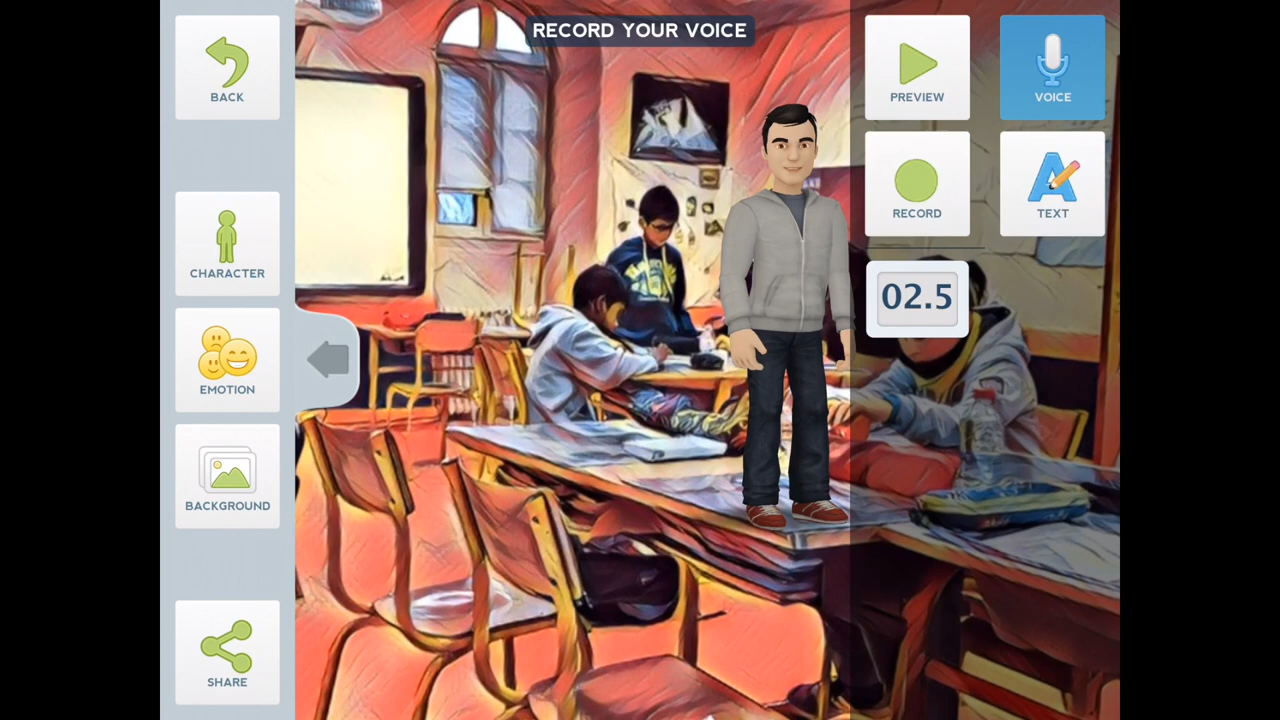 RECORD YOUR VOICE
BACK
CHARACTER
EMOTION
BACKGROUND
SHARE
PREVIEW
VOICE
RECORD
TEXT
02.5